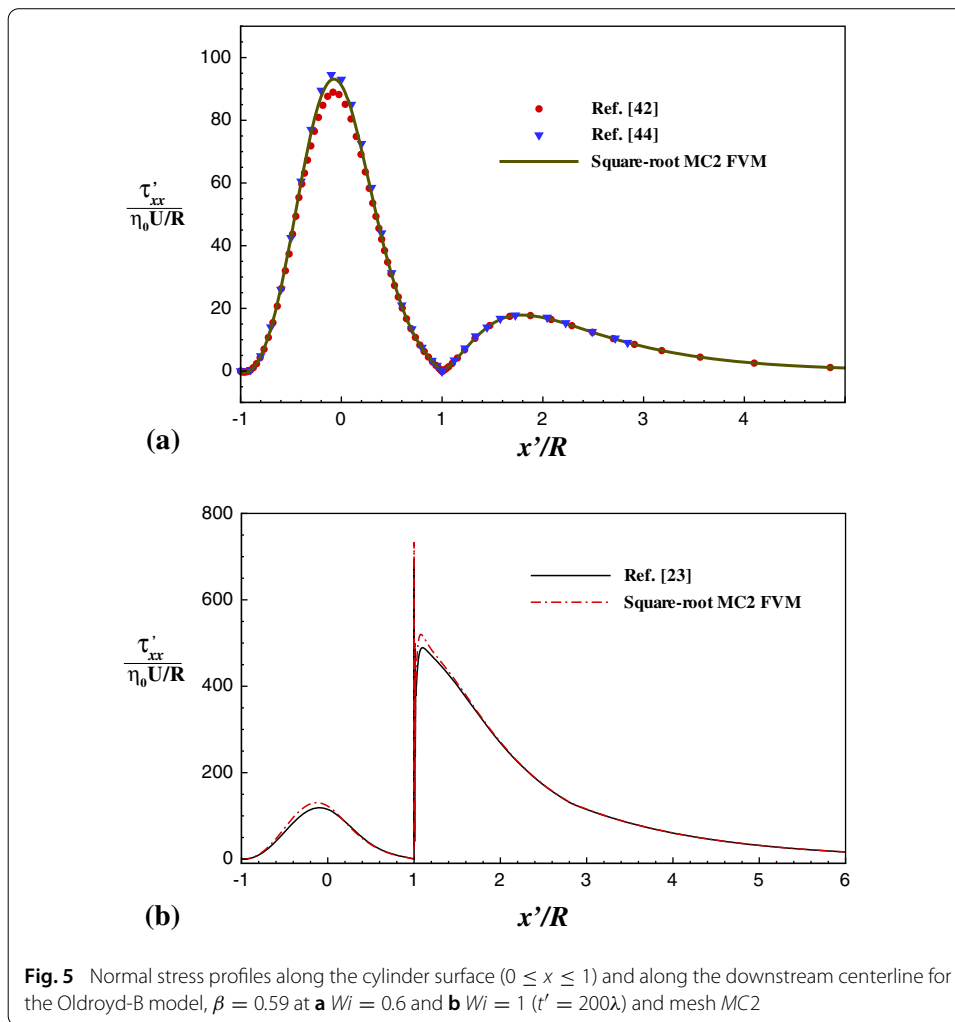 100
80
60
40
20
0
τ'xx
η₀U/R
Ref. [42]
Ref. [44]
Square-root MC2 FVM
-1 0 1 2 3 4
(a)
x'/R
800
600
400
200
0
τ'xx
η₀U/R
Ref. [23]
Square-root MC2 FVM
-1 0 1 2 3 4 5 6
(b)
x'/R
Fig. 5 Normal stress profiles along the cylinder surface (0 ≤ x ≤ 1) and along the downstream centerline for
the Oldroyd-B model, β = 0.59 at a Wi = 0.6 and b Wi = 1 (t′ = 200λ) and mesh MC2